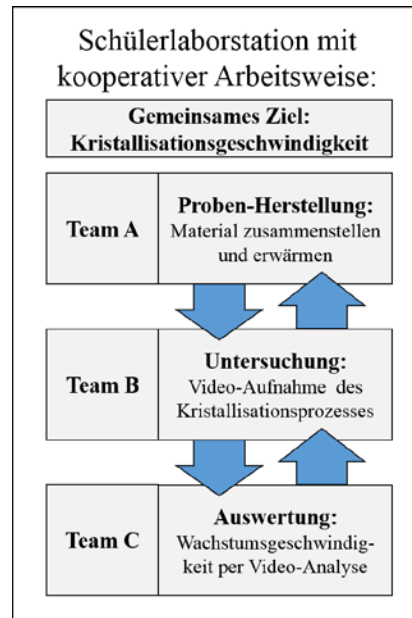 Schülerlaborstation mit
kooperativer Arbeitsweise:
Gemeinsames Ziel:
Kristallisationsgeschwindigkeit
Team A
Proben-Herstellung:
Material zusammenstellen
und erwärmen
Team B
Untersuchung:
Video-Aufnahme des
Kristallisationsprozesses
Team C
Auswertung:
Wachstumsgeschwindig-
keit per Video-Analyse